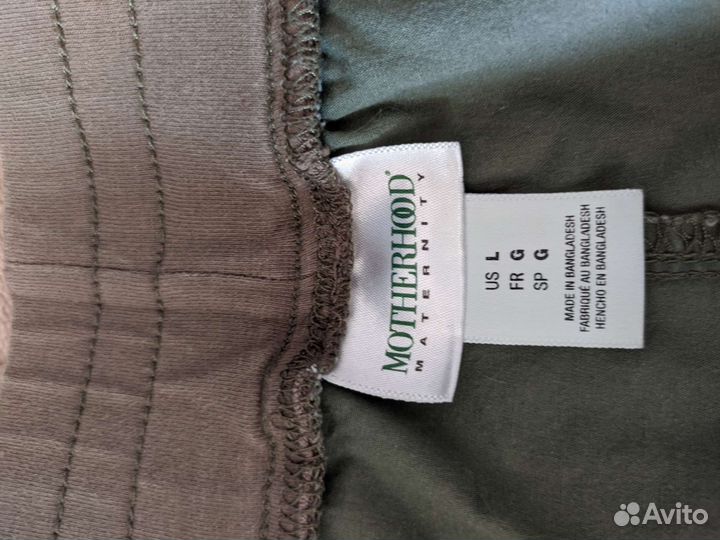 MOTHERHOOD
MATERNITY
US L
FR G
SP G
MADE IN BANGLADESH
FABRIQUÉ AU BANGLADESH
HENCHO EN BANGLADESH
Avito